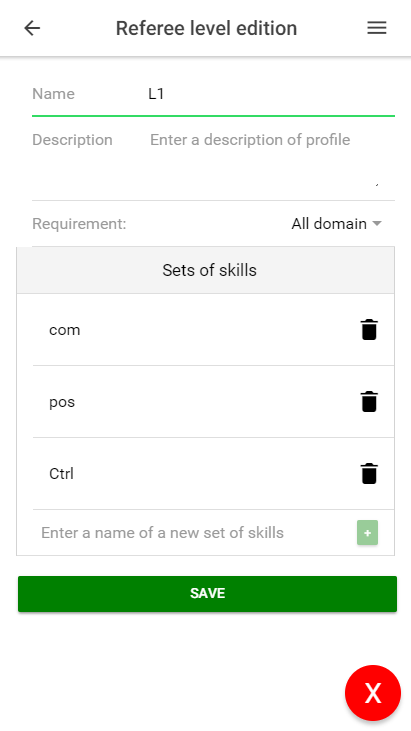 Referee level edition
Name L1
Description Enter a description of profile
Requirement: All domain
Sets of skills
com
pos
Ctrl
Enter a name of a new set of skills +
SAVE
X